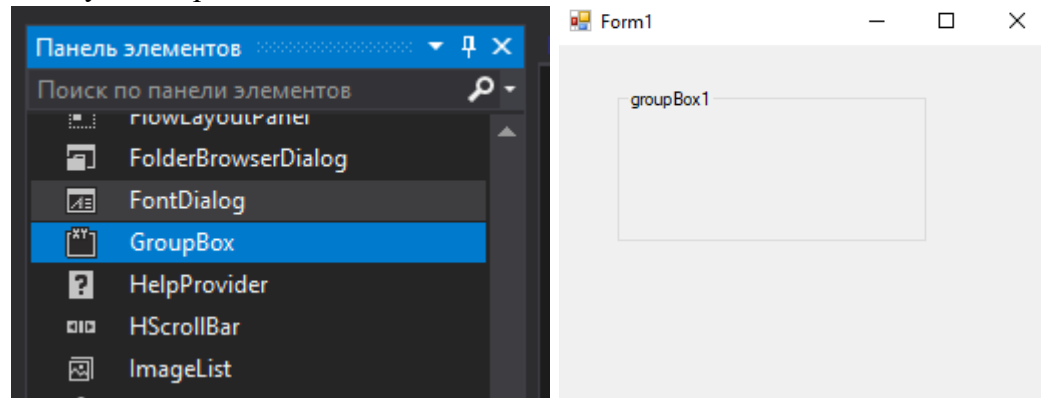 Панель элементов
Поиск по панели элементов
FlowLayoutPanel
FolderBrowserDialog
FontDialog
GroupBox
HelpProvider
HScrollBar
ImageList
Form1
groupBox1